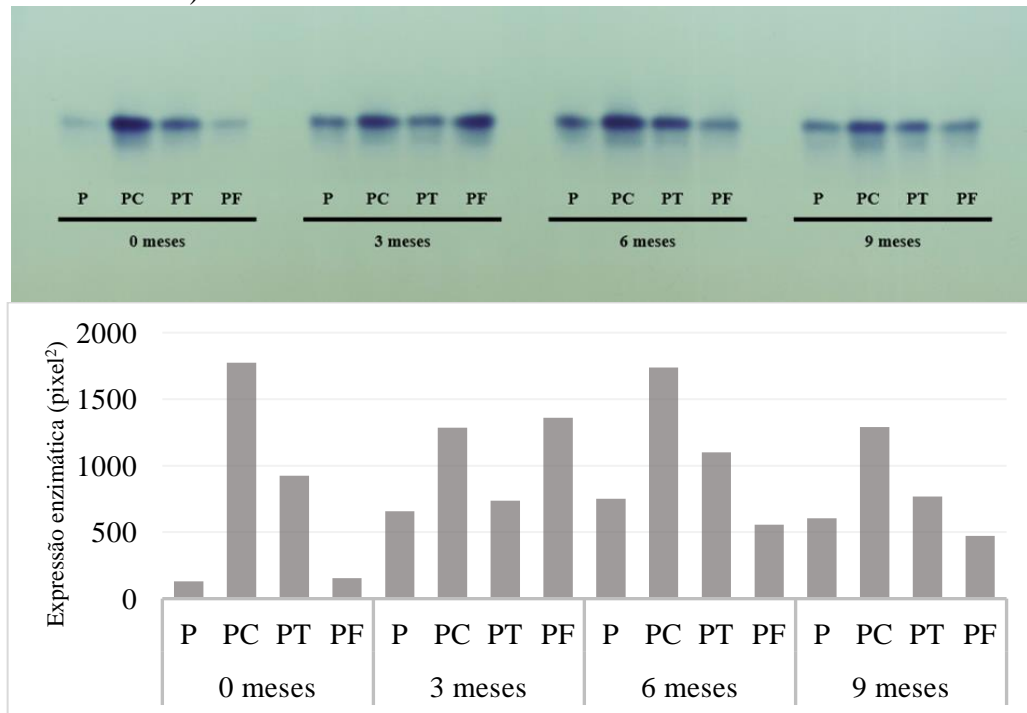 P PC PT PF P PC PT PF P PC PT PF P PC PT PF
0 meses 3 meses 6 meses 9 meses
Expressão enzimática (pixel²)
2000
1500
1000
500
0
P PC PT PF P PC PT PF P PC PT PF P PC PT PF
0 meses 3 meses 6 meses 9 meses